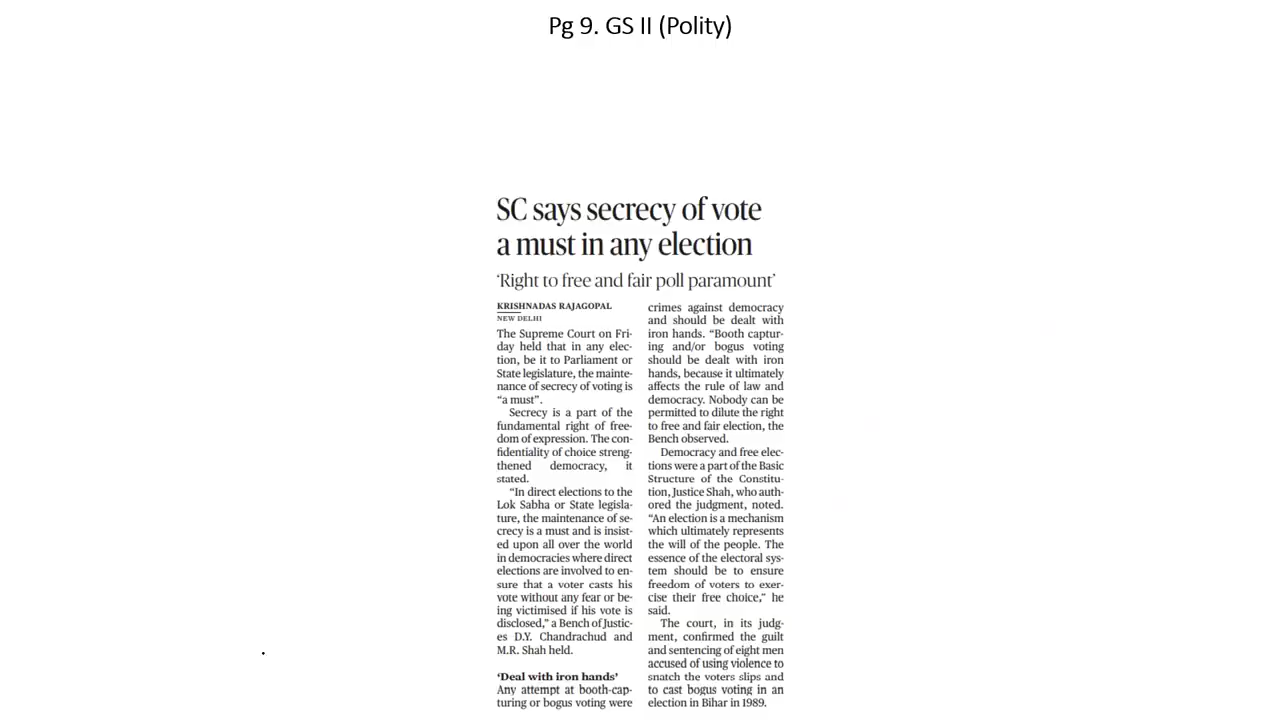 Pg 9. GS II (Polity)
SC says secrecy of vote
a must in any election
‘Right to free and fair poll paramount’
KRISHNADAS RAJAGOPAL
NEW DELHI
The Supreme Court on Fri-
day held that in any elec-
tion, be it to Parliament or
State legislature, the mainte-
nance of secrecy of voting is
“a must”.
Secrecy is a part of the
fundamental right of free-
dom of expression. The con-
fidentiality of choice streng-
thened democracy, it
stated.
“In direct elections to the
Lok Sabha or State legisla-
ture, the maintenance of se-
crecy is a must and is insist-
ed upon all over the world
in democracies where direct
elections are involved to en-
sure that a voter casts his
vote without any fear or be-
ing victimised if his vote is
disclosed,” a Bench of Justic-
es D.Y. Chandrachud and
M.R. Shah held.
‘Deal with iron hands’
Any attempt at booth-cap-
turing or bogus voting were
crimes against democracy
and should be dealt with
iron hands. “Booth captur-
ing and/or bogus voting
should be dealt with iron
hands, because it ultimately
affects the rule of law and
democracy. Nobody can be
permitted to dilute the right
to free and fair election, the
Bench observed.
Democracy and free elec-
tions were a part of the Basic
Structure of the Constitu-
tion, Justice Shah, who auth-
ored the judgment, noted.
“An election is a mechanism
which ultimately represents
the will of the people. The
essence of the electoral sys-
tem should be to ensure
freedom of voters to exer-
cise their free choice,” he
said.
The court, in its judg-
ment, confirmed the guilt
and sentencing of eight men
accused of using violence to
snatch the voters slips and
to cast bogus voting in an
election in Bihar in 1989.